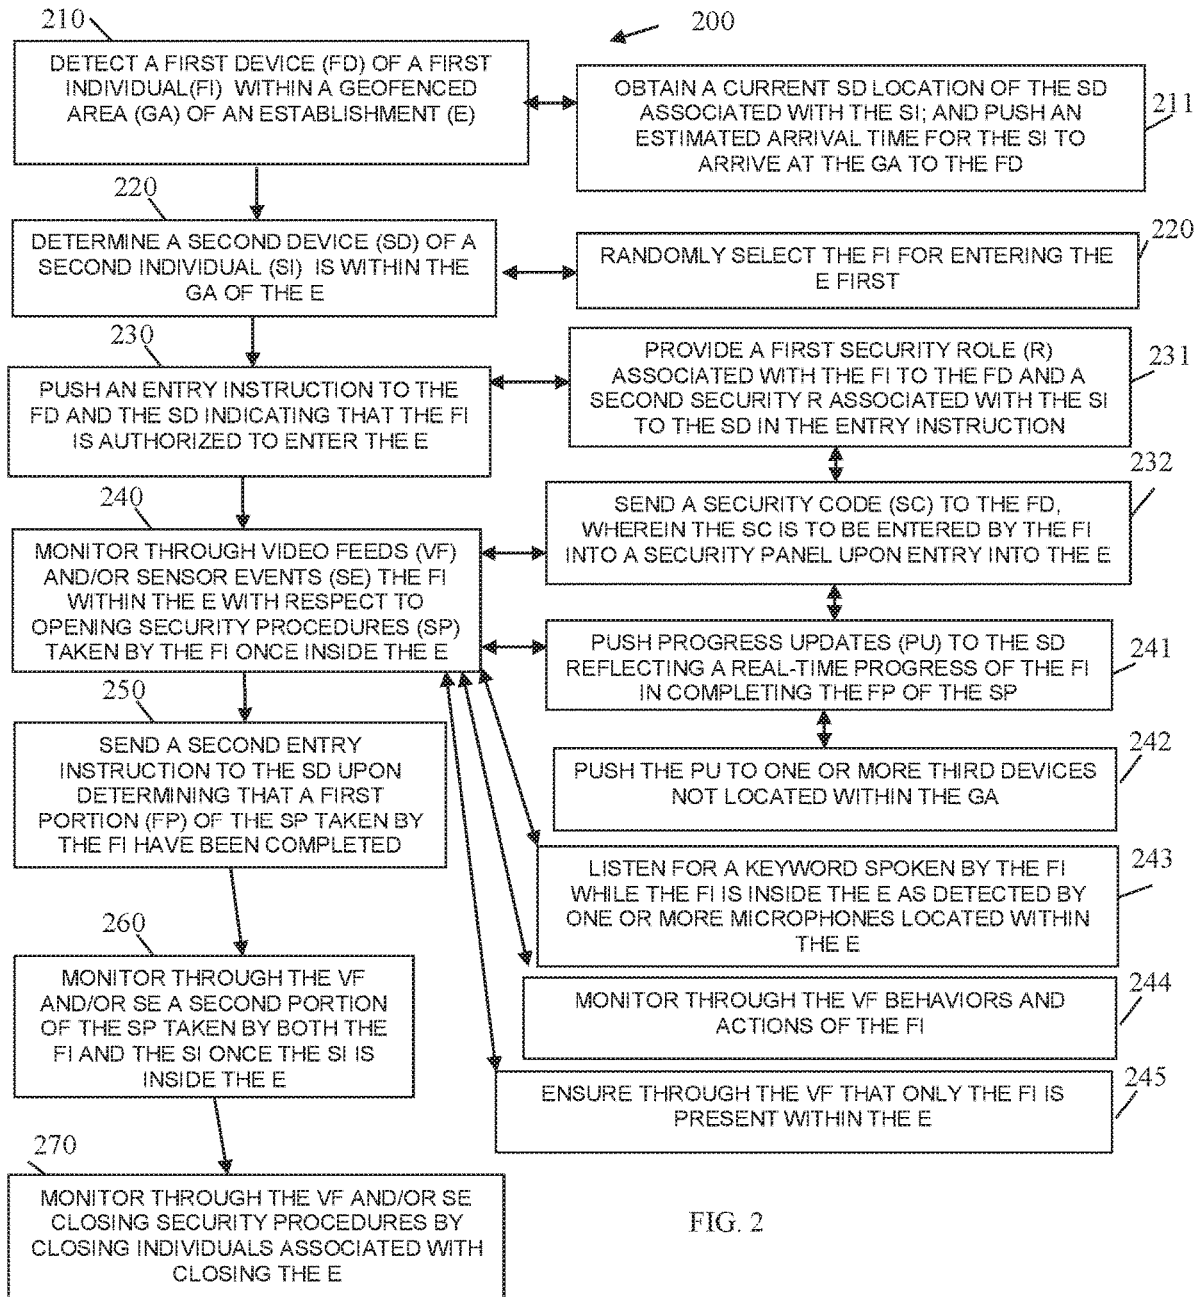 210
200
DETECT A FIRST DEVICE (FD) OF A FIRST
INDIVIDUAL(FI) WITHIN A GEOFENCED
AREA (GA) OF AN ESTABLISHMENT (E)
OBTAIN A CURRENT SD LOCATION OF THE SD
ASSOCIATED WITH THE SI; AND PUSH AN
ESTIMATED ARRIVAL TIME FOR THE SI TO
ARRIVE AT THE GA TO THE FD
211
220
DETERMINE A SECOND DEVICE (SD) OF A
SECOND INDIVIDUAL (SI) IS WITHIN THE
GA OF THE E
220
RANDOMLY SELECT THE FI FOR ENTERING THE
E FIRST
230
PUSH AN ENTRY INSTRUCTION TO THE
FD AND THE SD INDICATING THAT THE FI
IS AUTHORIZED TO ENTER THE E
PROVIDE A FIRST SECURITY ROLE (R)
ASSOCIATED WITH THE FI TO THE FD AND A
SECOND SECURITY R ASSOCIATED WITH THE SI
TO THE SD IN THE ENTRY INSTRUCTION
231
232
SEND A SECURITY CODE (SC) TO THE FD,
WHEREIN THE SC IS TO BE ENTERED BY THE FI
INTO A SECURITY PANEL UPON ENTRY INTO THE E
240
MONITOR THROUGH VIDEO FEEDS (VF)
AND/OR SENSOR EVENTS (SE) THE FI
WITHIN THE E WITH RESPECT TO
OPENING SECURITY PROCEDURES (SP)
TAKEN BY THE FI ONCE INSIDE THE E
PUSH PROGRESS UPDATES (PU) TO THE SD
REFLECTING A REAL-TIME PROGRESS OF THE FI
IN COMPLETING THE FP OF THE SP
241
250
SEND A SECOND ENTRY
INSTRUCTION TO THE SD UPON
DETERMINING THAT A FIRST
PORTION (FP) OF THE SP TAKEN BY
THE FI HAVE BEEN COMPLETED
242
PUSH THE PU TO ONE OR MORE THIRD DEVICES
NOT LOCATED WITHIN THE GA
243
LISTEN FOR A KEYWORD SPOKEN BY THE FI
WHILE THE FI IS INSIDE THE E AS DETECTED BY
ONE OR MORE MICROPHONES LOCATED WITHIN
THE E
260
MONITOR THROUGH THE VF
AND/OR SE A SECOND PORTION
OF THE SP TAKEN BY BOTH THE
FI AND THE SI ONCE THE SI IS
INSIDE THE E
244
MONITOR THROUGH THE VF BEHAVIORS AND
ACTIONS OF THE FI
245
ENSURE THROUGH THE VF THAT ONLY THE FI IS
PRESENT WITHIN THE E
270
MONITOR THROUGH THE VF AND/OR SE
CLOSING SECURITY PROCEDURES BY
CLOSING INDIVIDUALS ASSOCIATED WITH
CLOSING THE E
FIG. 2